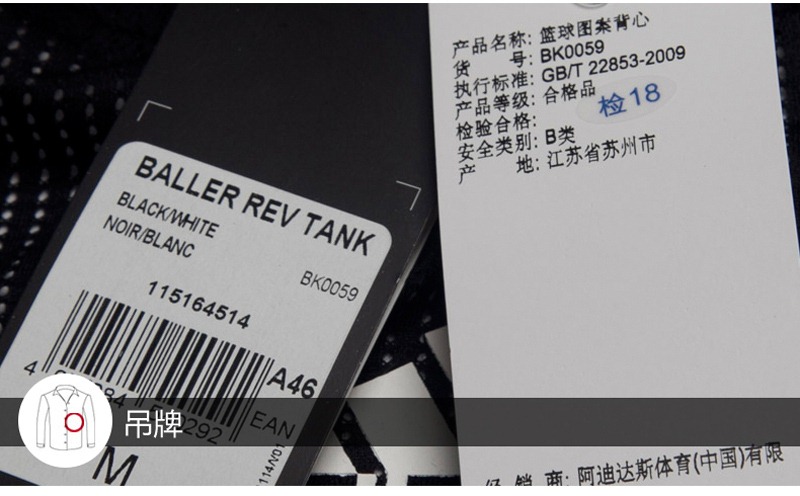 BALLER REV TANK
BLACK/WHITE
NOIR/BLANC
BK0059
115164514
A46
EAN
M
产品名称: 篮球图案背心
货 号: BK0059
执行标准: GB/T 22853-2009
产品等级: 合格品
检验合格: 检18
安全类别: B类
产 地: 江苏省苏州市
经 销 商: 阿迪达斯体育(中国)有限
吊牌